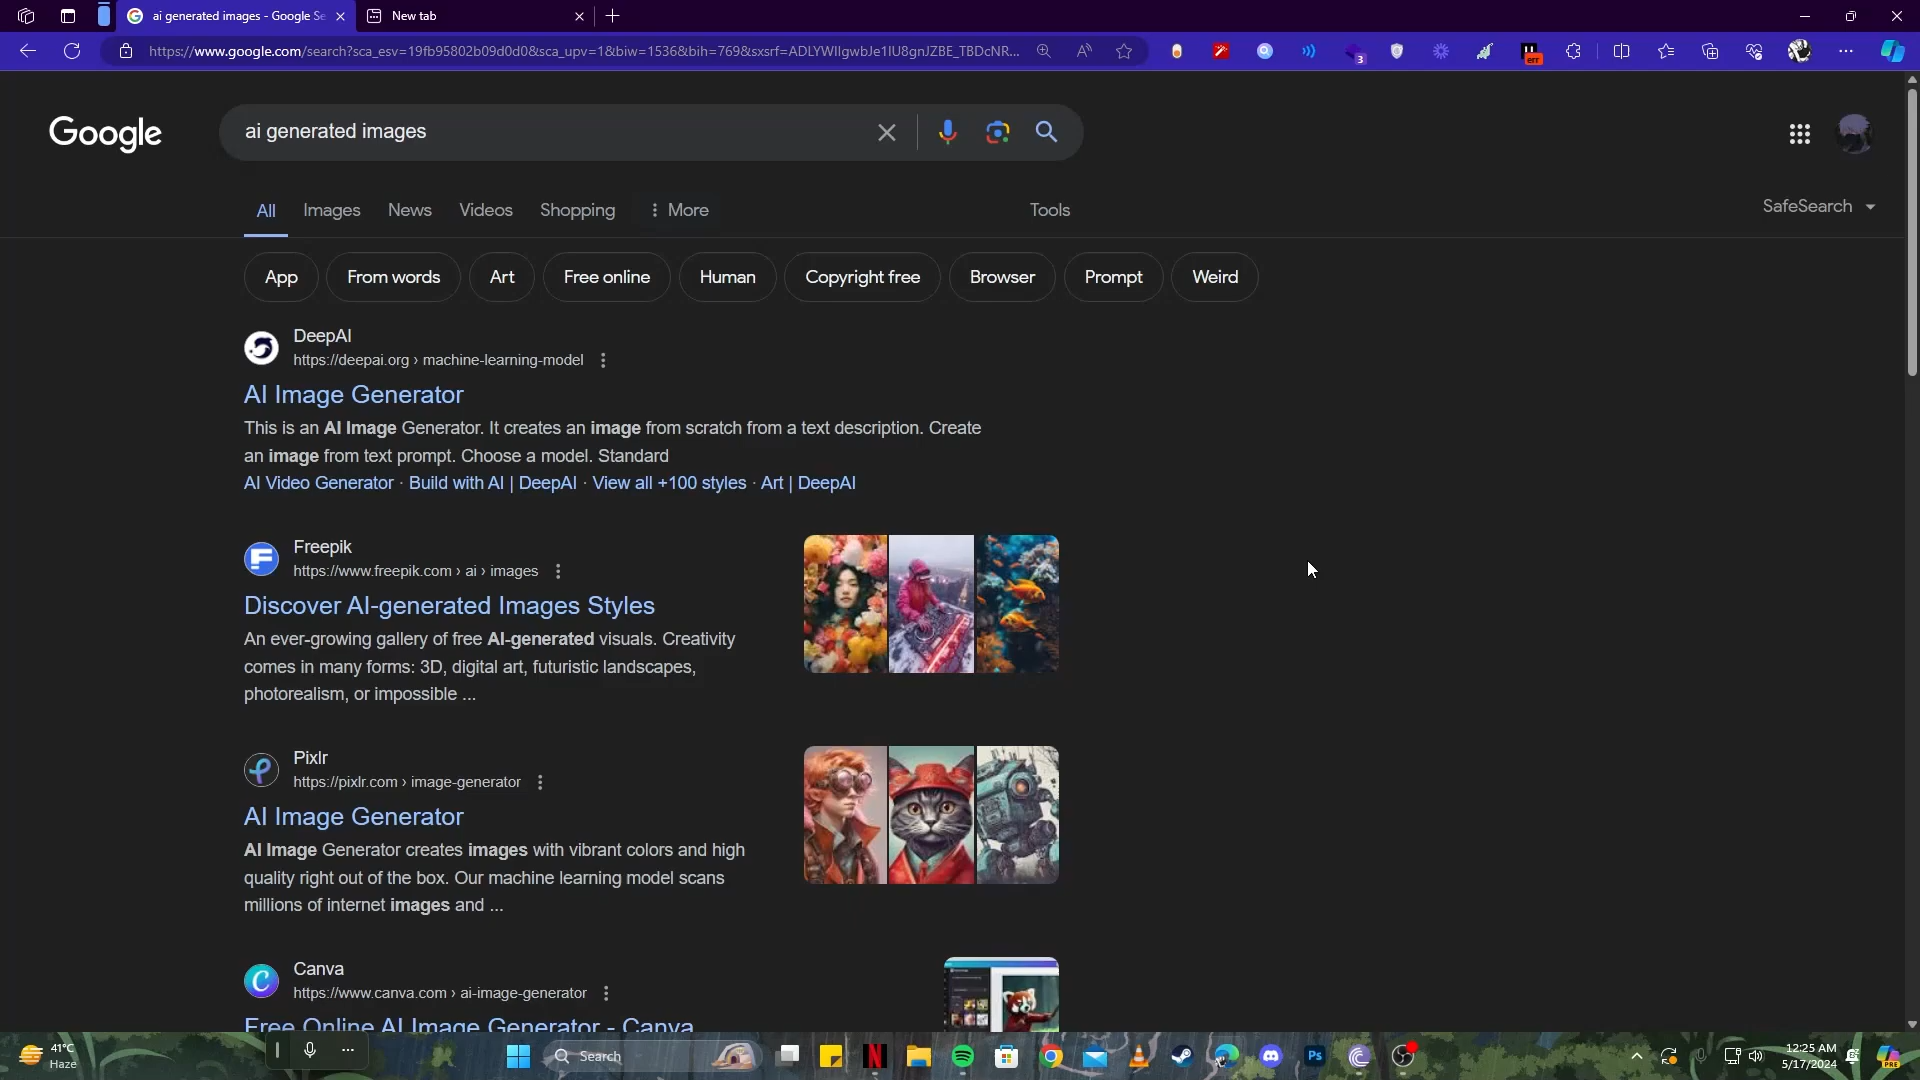 ai generated images - Google Se
New tab
https://www.google.com/search?sca_esv=19fb95802b09d0d0&sca_upv=1&biw=1536&bih=769&sxsrf=ADLYWIIgwbJe1IU8gnJZBE_TBDcNR...
3
err
Google
ai generated images
All
Images
News
Videos
Shopping
More
Tools
SafeSearch
App
From words
Art
Free online
Human
Copyright free
Browser
Prompt
Weird
DeepAI
https://deepai.org › machine-learning-model
AI Image Generator
This is an AI Image Generator. It creates an image from scratch from a text description. Create
an image from text prompt. Choose a model. Standard
AI Video Generator · Build with AI | DeepAI · View all +100 styles · Art | DeepAI
Freepik
https://www.freepik.com › ai › images
Discover AI-generated Images Styles
An ever-growing gallery of free AI-generated visuals. Creativity
comes in many forms: 3D, digital art, futuristic landscapes,
photorealism, or impossible ...
Pixlr
https://pixlr.com › image-generator
AI Image Generator
AI Image Generator creates images with vibrant colors and high
quality right out of the box. Our machine learning model scans
millions of internet images and ...
Canva
https://www.canva.com › ai-image-generator
Free Online AI Image Generator - Canva
41°C
Haze
Search
Ps
12:25 AM
5/17/2024
PRE